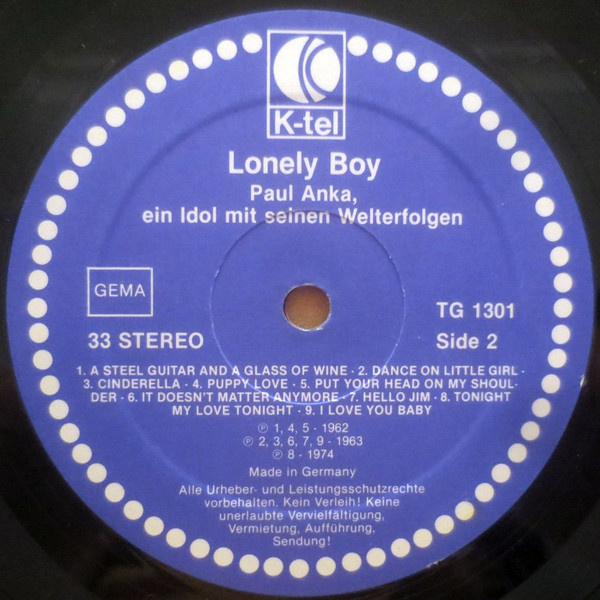 K-tel
Lonely Boy
Paul Anka,
ein Idol mit seinen Welterfolgen
GEMA
TG 1301
33 STEREO
Side 2
1. A STEEL GUITAR AND A GLASS OF WINE · 2. DANCE ON LITTLE GIRL ·
3. CINDERELLA · 4. PUPPY LOVE · 5. PUT YOUR HEAD ON MY SHOUL-
DER · 6. IT DOESN'T MATTER ANYMORE · 7. HELLO JIM · 8. TONIGHT
MY LOVE TONIGHT · 9. I LOVE YOU BABY
℗ 1, 4, 5 - 1962
℗ 2, 3, 6, 7, 9 - 1963
℗ 8 - 1974
Made in Germany
Alle Urheber- und Leistungsschutzrechte
vorbehalten. Kein Verleih! Keine
unerlaubte Vervielfältigung,
Vermietung, Aufführung,
Sendung!